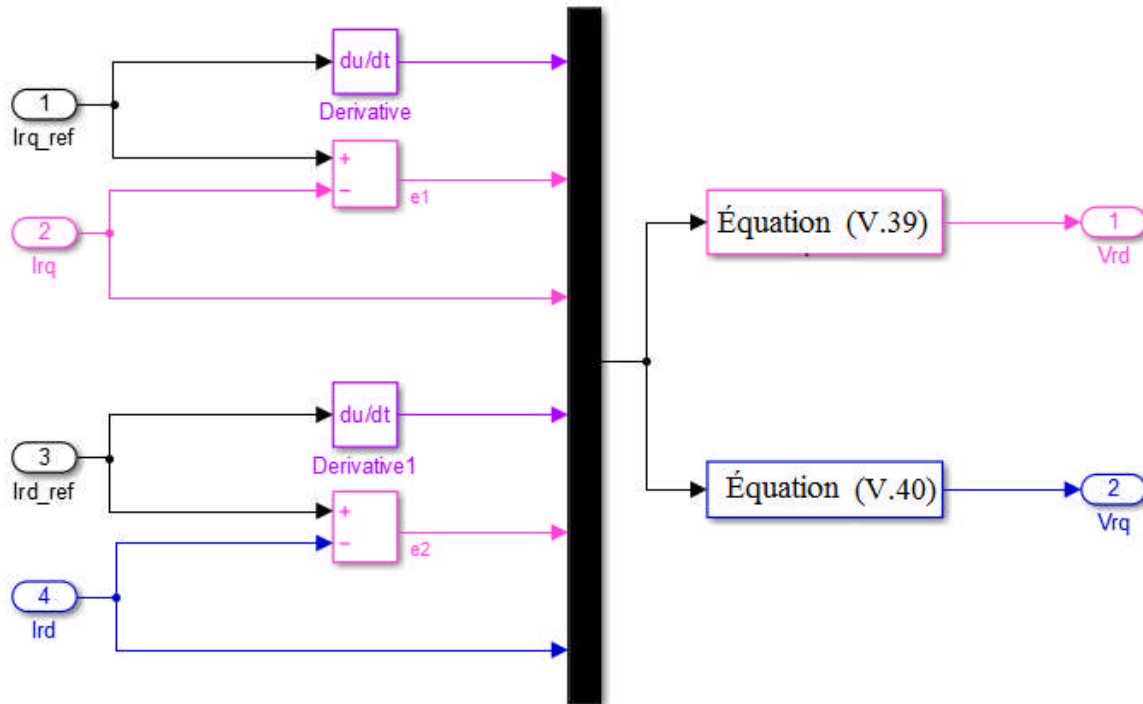 du/dt
Derivative
1
Irq_ref
+
−
e1
2
Irq
Équation (V.39)
1
Vrd
du/dt
Derivative1
3
Ird_ref
+
−
e2
4
Ird
Équation (V.40)
2
Vrq